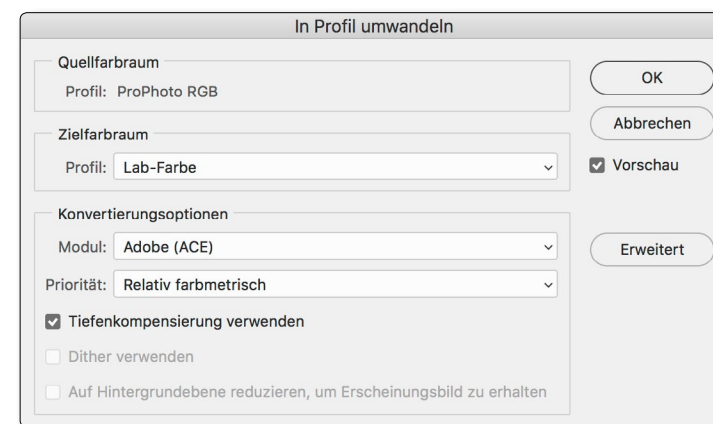 In Profil umwandeln
Quellfarbraum
Profil: ProPhoto RGB
Zielfarbraum
Profil: Lab-Farbe
Konvertierungsoptionen
Modul: Adobe (ACE)
Priorität: Relativ farbmetrisch
Tiefenkompensierung verwenden
Dither verwenden
Auf Hintergrundebene reduzieren, um Erscheinungsbild zu erhalten
OK
Abbrechen
Vorschau
Erweitert